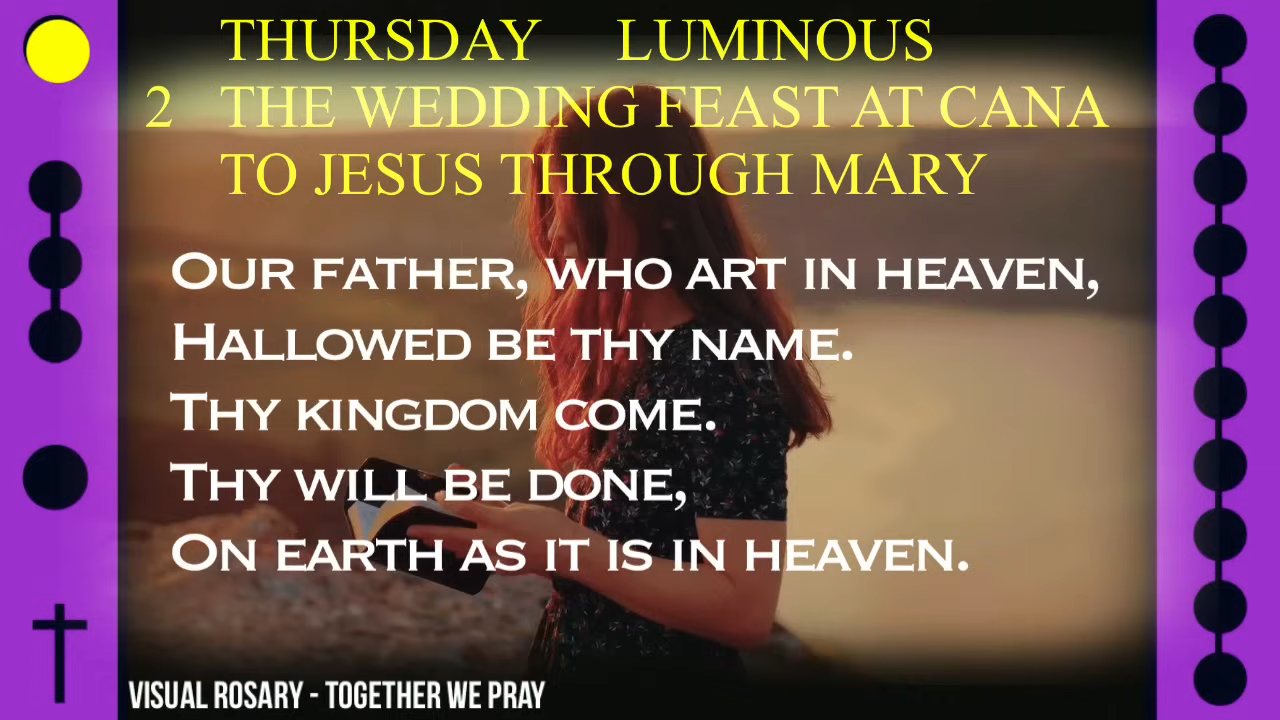 THURSDAY LUMINOUS
2 THE WEDDING FEAST AT CANA
TO JESUS THROUGH MARY
OUR FATHER, WHO ART IN HEAVEN,
HALLOWED BE THY NAME.
THY KINGDOM COME.
THY WILL BE DONE,
ON EARTH AS IT IS IN HEAVEN.
VISUAL ROSARY - TOGETHER WE PRAY